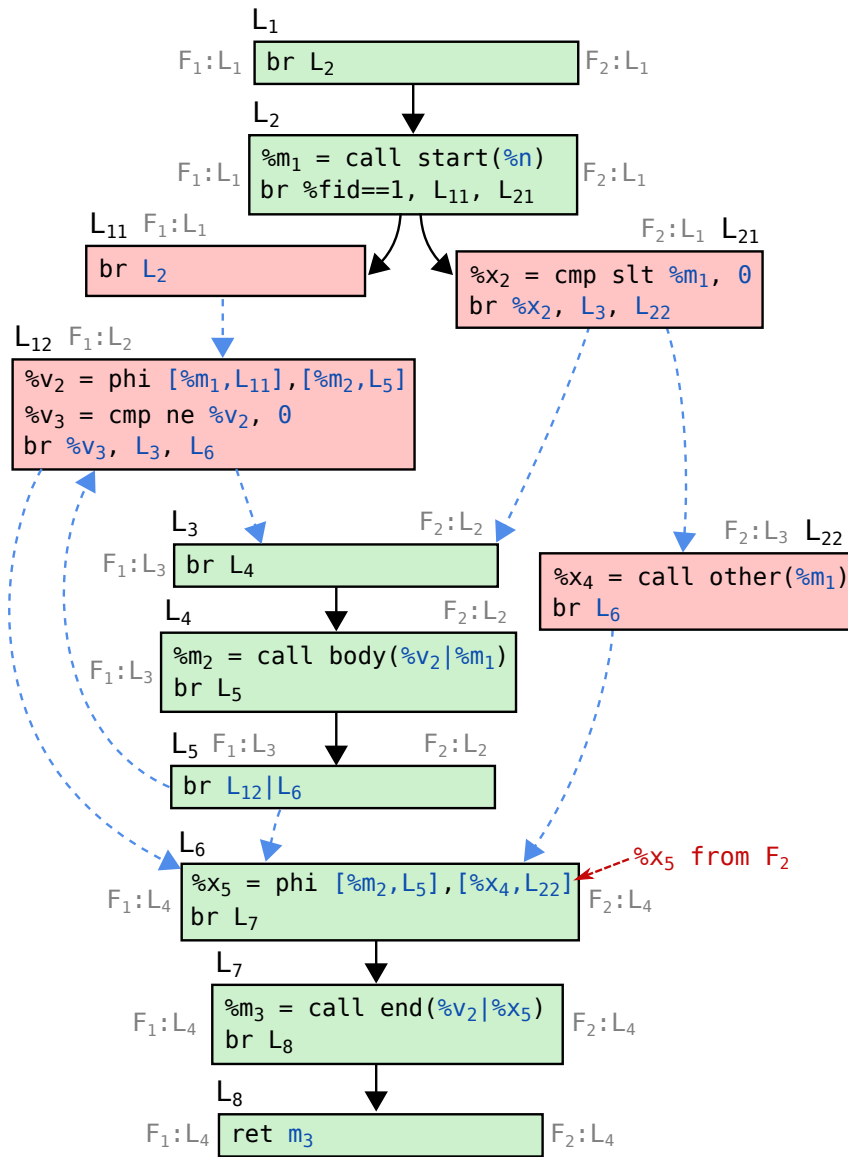 L₁
F₁:L₁ br L₂ F₂:L₁
L₂
%m₁ = call start(%n)
F₁:L₁ br %fid==1, L₁₁, L₂₁ F₂:L₁
L₁₁ F₁:L₁
br L₂
F₂:L₁ L₂₁
%x₂ = cmp slt %m₁, 0
br %x₂, L₃, L₂₂
L₁₂ F₁:L₂
%v₂ = phi [%m₁,L₁₁],[%m₂,L₅]
%v₃ = cmp ne %v₂, 0
br %v₃, L₃, L₆
L₃ F₂:L₂
F₁:L₃ br L₄
F₂:L₃ L₂₂
%x₄ = call other(%m₁)
br L₆
L₄ F₂:L₂
%m₂ = call body(%v₂|%m₁)
F₁:L₃ br L₅
L₅ F₁:L₃ F₂:L₂
br L₁₂|L₆
L₆
%x₅ from F₂
%x₅ = phi [%m₂,L₅],[%x₄,L₂₂]
F₁:L₄ br L₇ F₂:L₄
L₇
%m₃ = call end(%v₂|%x₅)
F₁:L₄ br L₈ F₂:L₄
L₈
F₁:L₄ ret m₃ F₂:L₄